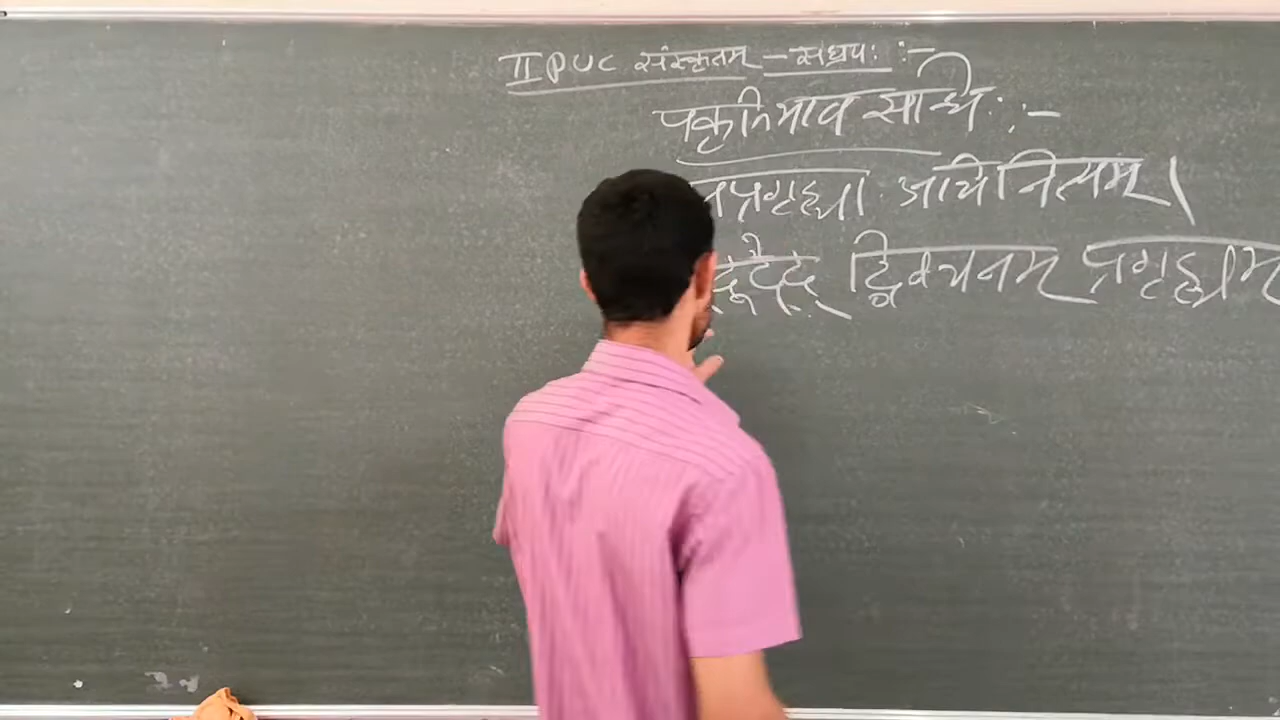 II PUC संस्कृतम् – सन्धयः :-
प्रकृतिभाव सन्धिः :-
प्रगृह्या अचि नित्यम् ।
द्विवचनम् प्रगृह्यम्